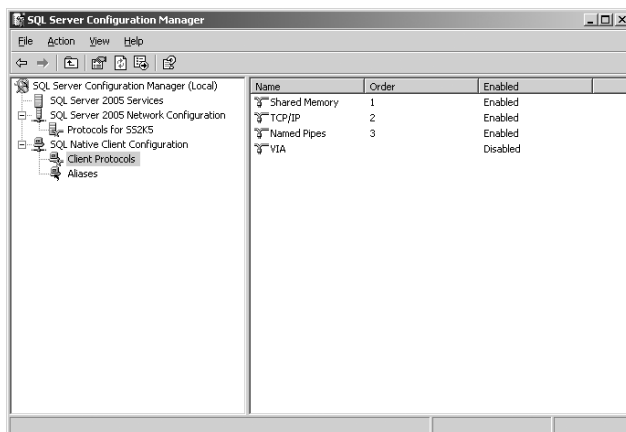 SQL Server Configuration Manager
File Action View Help
SQL Server Configuration Manager (Local)
SQL Server 2005 Services
SQL Server 2005 Network Configuration
Protocols for SS2K5
SQL Native Client Configuration
Client Protocols
Aliases
Name Order Enabled
Shared Memory 1 Enabled
TCP/IP 2 Enabled
Named Pipes 3 Enabled
VIA Disabled